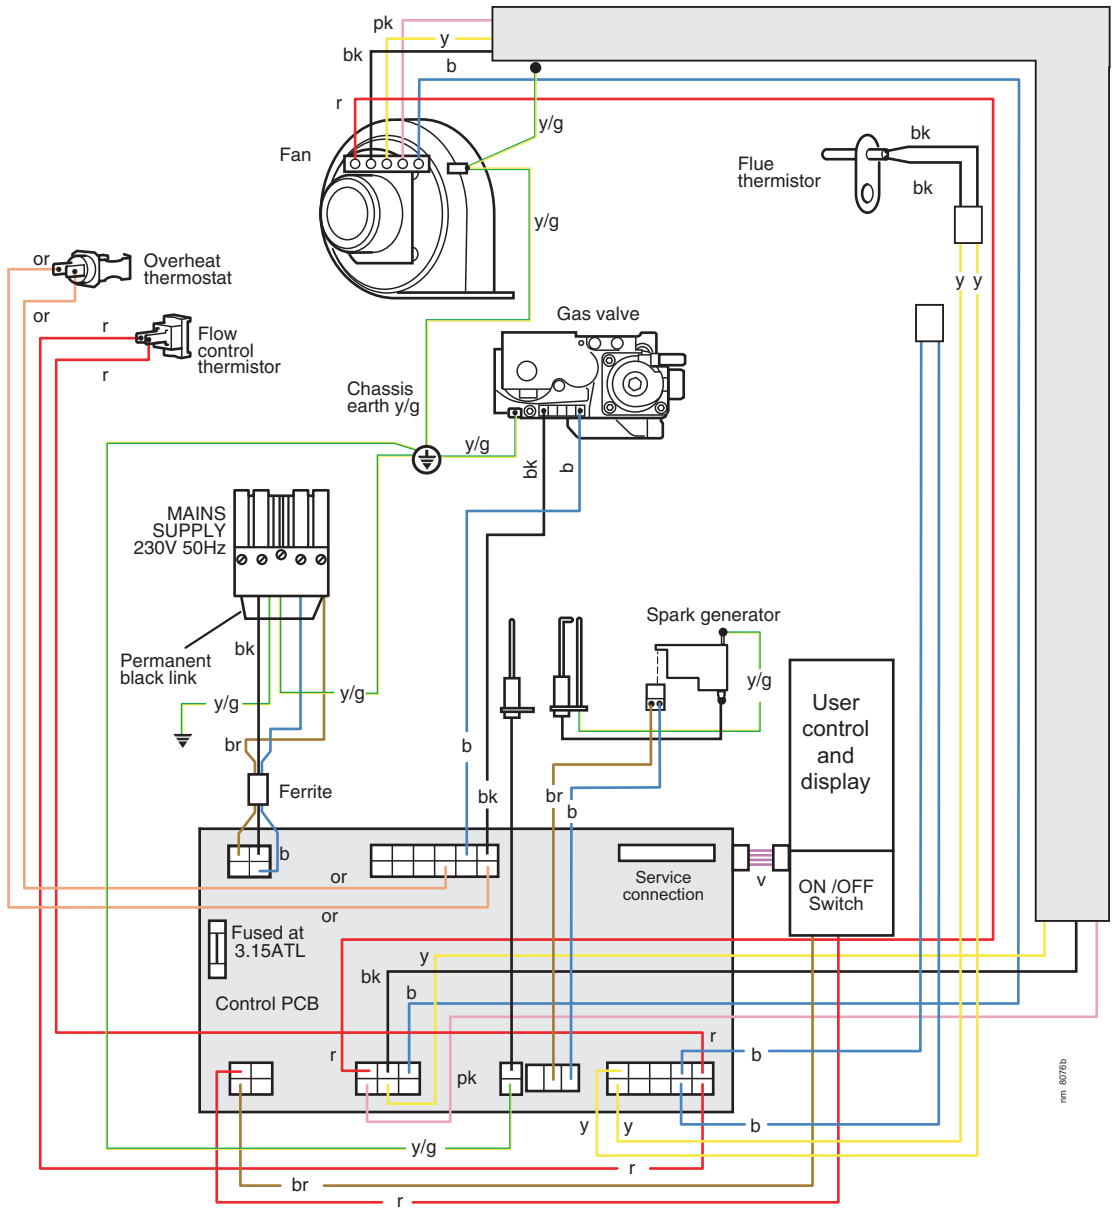 pk
y
bk
b
r
y/g
bk
Fan
Flue
thermistor
bk
y/g
or
Overheat
thermostat
y y
or
Gas valve
r
Flow
control
thermistor
r
Chassis
earth y/g
y/g
bk
b
MAINS
SUPPLY
230V 50Hz
Spark generator
bk
Permanent
black link
y/g
y/g
y/g
User
control
and
display
br
b
Ferrite
bk
br
b
b
or
Service
connection
v
ON /OFF
Switch
or
Fused at
3.15ATL
y
bk
b
Control PCB
r
b
r
pk
nm 8076b
y
y
b
y/g
r
br
r